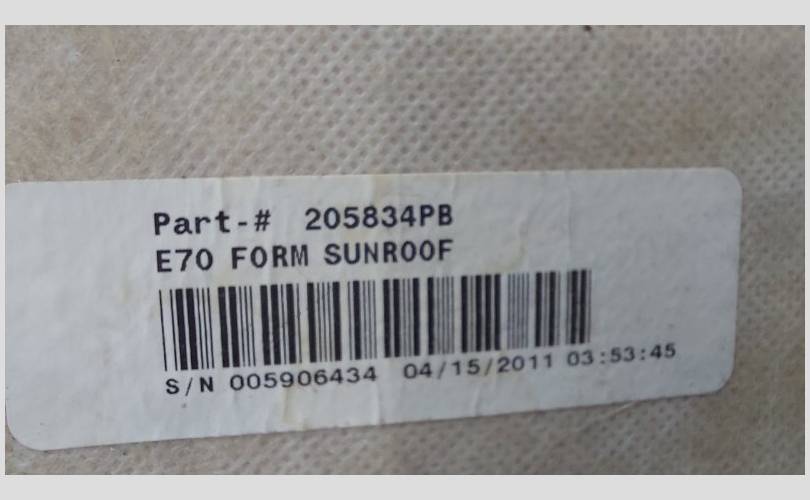 Part-# 205834PB
E70 FORM SUNROOF
S/N 005906434 04/15/2011 03:53:45